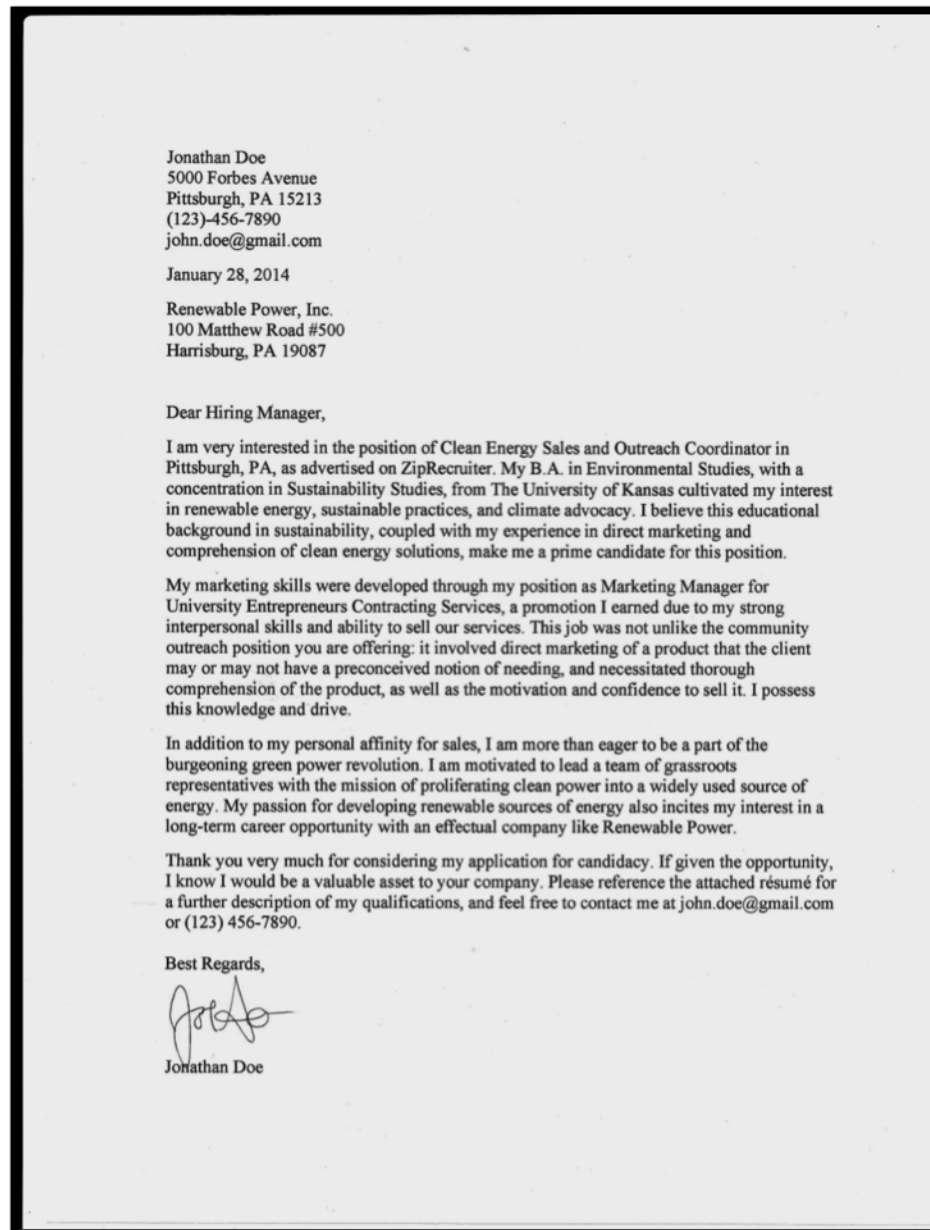 Jonathan Doe
5000 Forbes Avenue
Pittsburgh, PA 15213
(123)-456-7890
john.doe@gmail.com
January 28, 2014
Renewable Power, Inc.
100 Matthew Road #500
Harrisburg, PA 19087
Dear Hiring Manager,
I am very interested in the position of Clean Energy Sales and Outreach Coordinator in
Pittsburgh, PA, as advertised on ZipRecruiter. My B.A. in Environmental Studies, with a
concentration in Sustainability Studies, from The University of Kansas cultivated my interest
in renewable energy, sustainable practices, and climate advocacy. I believe this educational
background in sustainability, coupled with my experience in direct marketing and
comprehension of clean energy solutions, make me a prime candidate for this position.
My marketing skills were developed through my position as Marketing Manager for
University Entrepreneurs Contracting Services, a promotion I earned due to my strong
interpersonal skills and ability to sell our services. This job was not unlike the community
outreach position you are offering: it involved direct marketing of a product that the client
may or may not have a preconceived notion of needing, and necessitated thorough
comprehension of the product, as well as the motivation and confidence to sell it. I possess
this knowledge and drive.
In addition to my personal affinity for sales, I am more than eager to be a part of the
burgeoning green power revolution. I am motivated to lead a team of grassroots
representatives with the mission of proliferating clean power into a widely used source of
energy. My passion for developing renewable sources of energy also incites my interest in a
long-term career opportunity with an effectual company like Renewable Power.
Thank you very much for considering my application for candidacy. If given the opportunity,
I know I would be a valuable asset to your company. Please reference the attached résumé for
a further description of my qualifications, and feel free to contact me at john.doe@gmail.com
or (123) 456-7890.
Best Regards,
Jonathan Doe